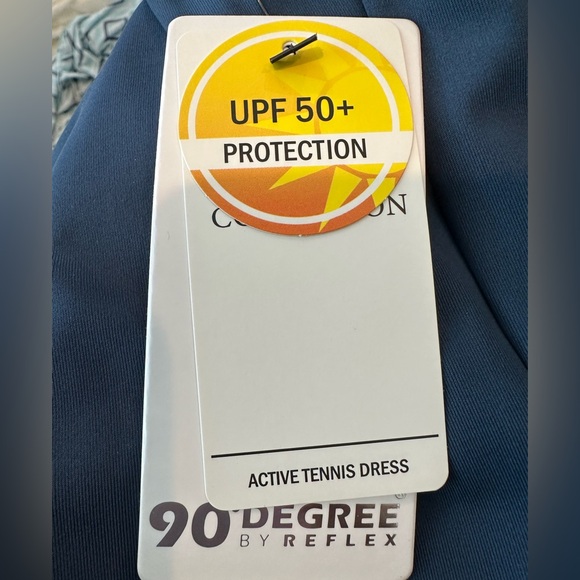 UPF 50+
PROTECTION
ACTIVE TENNIS DRESS
90° DEGREE
BY REFLEX